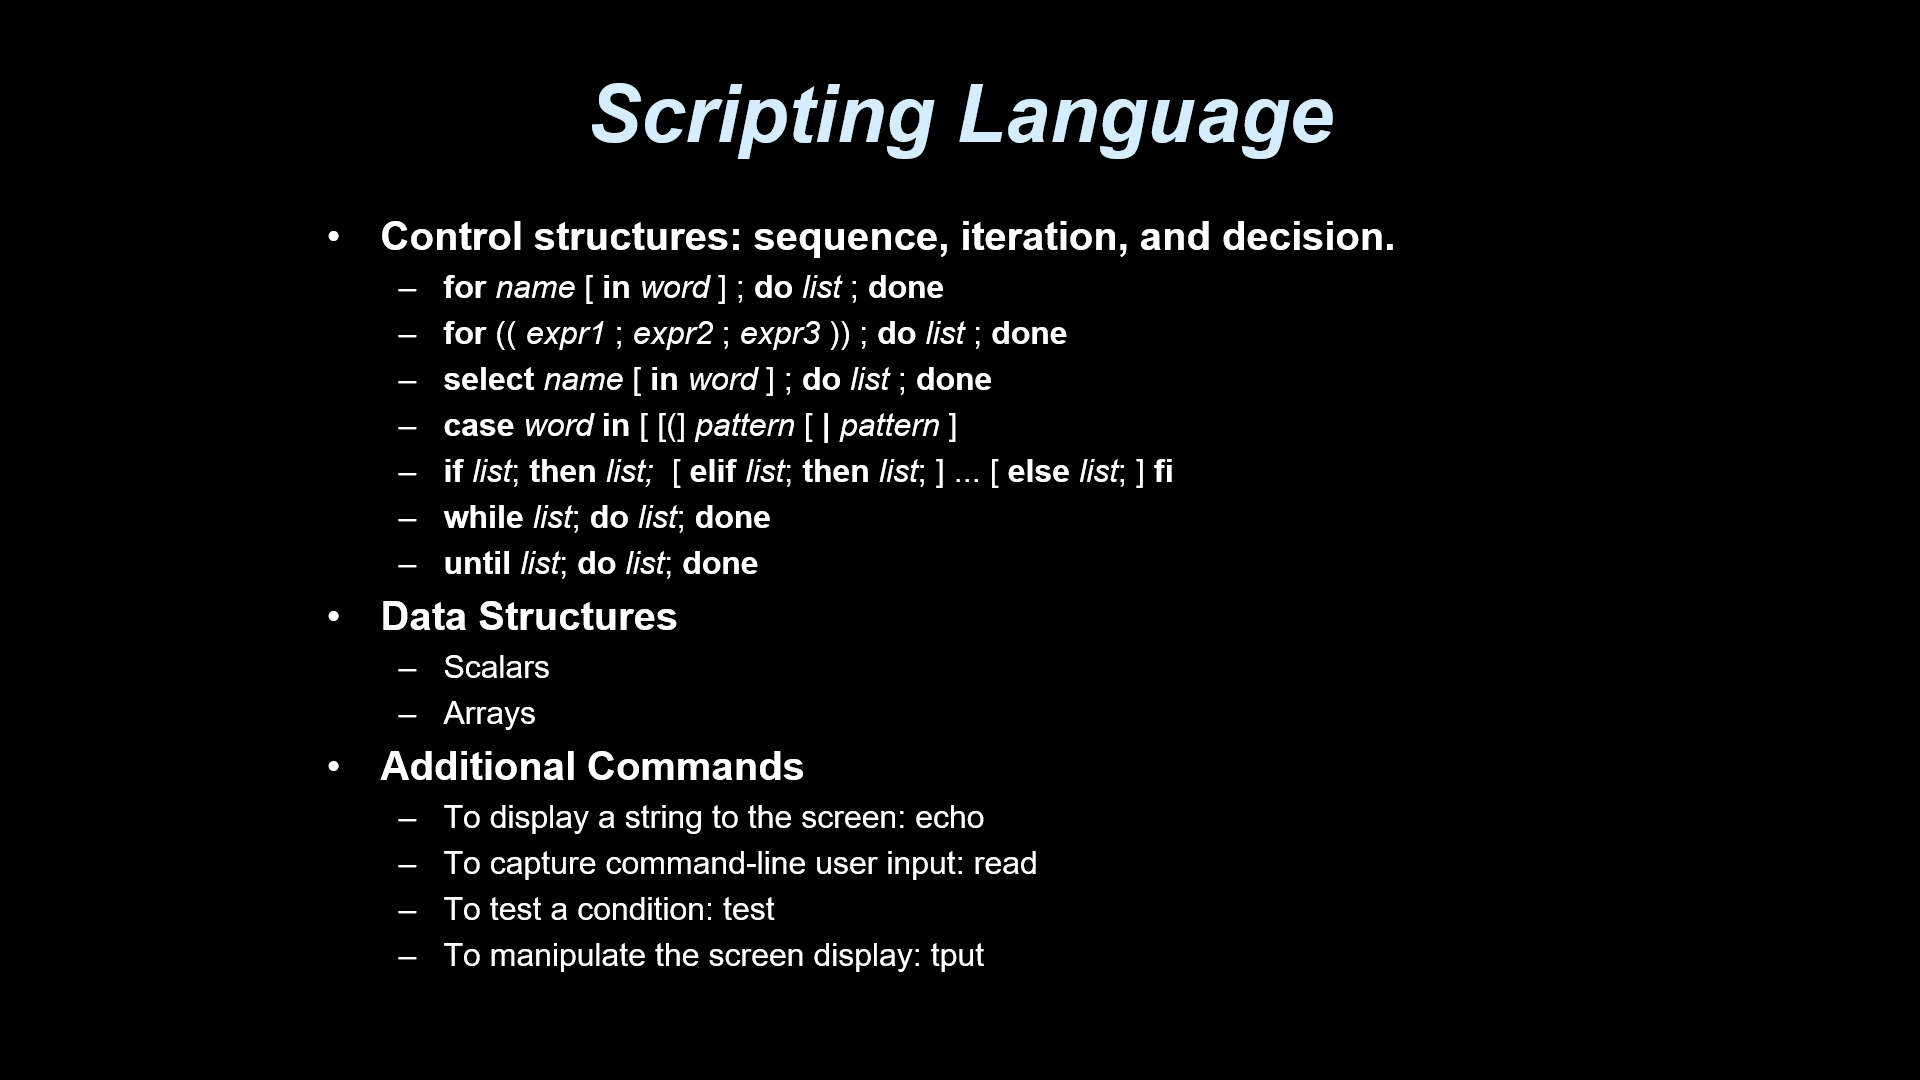 Scripting Language
• Control structures: sequence, iteration, and decision.
– for name [ in word ] ; do list ; done
– for (( expr1 ; expr2 ; expr3 )) ; do list ; done
– select name [ in word ] ; do list ; done
– case word in [ [(] pattern [ | pattern ]
– if list; then list;  [ elif list; then list; ] ... [ else list; ] fi
– while list; do list; done
– until list; do list; done
• Data Structures
– Scalars
– Arrays
• Additional Commands
– To display a string to the screen: echo
– To capture command-line user input: read
– To test a condition: test
– To manipulate the screen display: tput